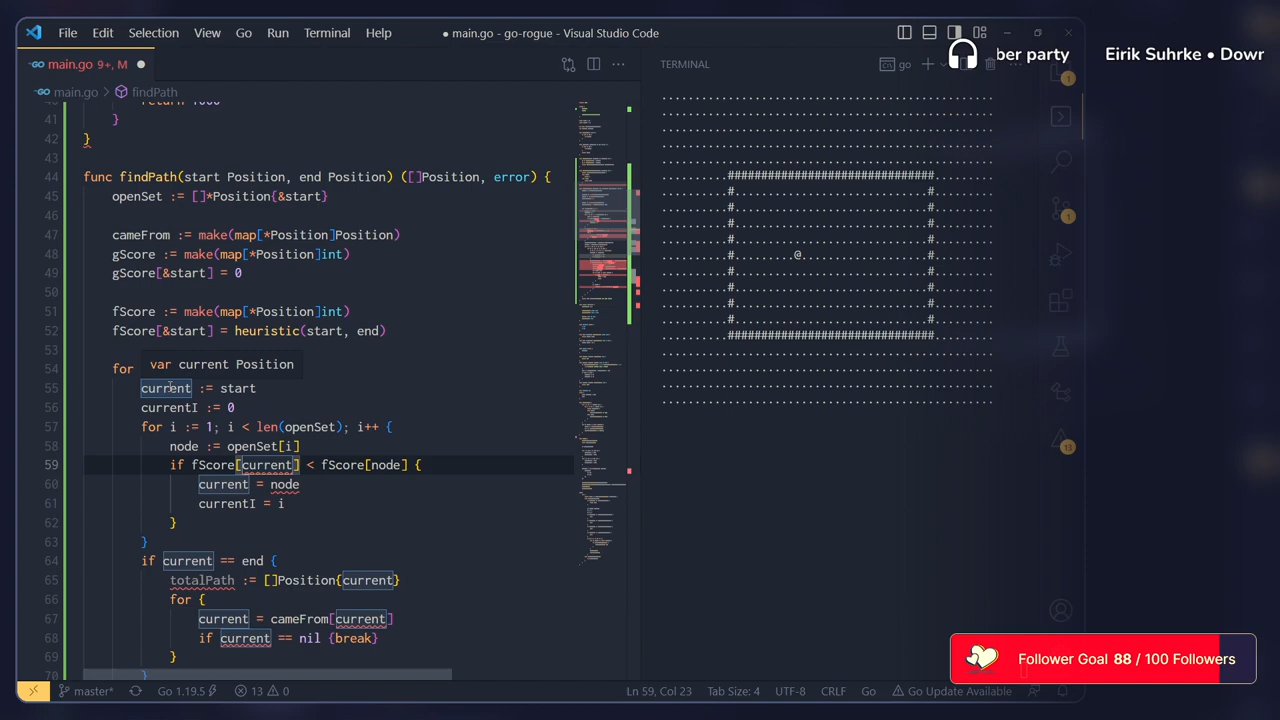 File Edit Selection View Go Run Terminal Help
● main.go - go-rogue - Visual Studio Code
main.go 9+, M ●
main.go > findPath
TERMINAL
go
ber party
Eirik Suhrke • Dowr
41 }
42 }
43
44 func findPath(start Position, end Position) ([]Position, error) {
45 openSet := []*Position{&start}
46
47 cameFrom := make(map[*Position]Position)
48 gScore := make(map[*Position]int)
49 gScore[&start] = 0
50
51 fScore := make(map[*Position]int)
52 fScore[&start] = heuristic(start, end)
53
var current Position
54 for
55 current := start
56 currentI := 0
57 for i := 1; i < len(openSet); i++ {
58 node := openSet[i]
59 if fScore[current] < fScore[node] {
60 current = node
61 currentI = i
62 }
63 }
64 if current == end {
65 totalPath := []Position{current}
66 for {
67 current = cameFrom[current]
68 if current == nil {break}
69 }
70 }
@
1
1
13
Follower Goal 88 / 100 Followers
master* Go 1.19.5 13 0
Ln 59, Col 23 Tab Size: 4 UTF-8 CRLF Go Go Update Available